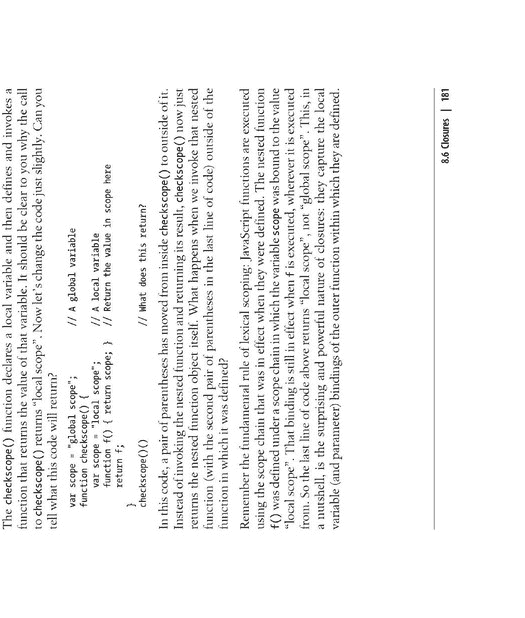 The checkscope() function declares a local variable and then defines and invokes a
function that returns the value of that variable. It should be clear to you why the call
to checkscope() returns “local scope”. Now let’s change the code just slightly. Can you
tell what this code will return?
var scope = "global scope"; // A global variable
function checkscope() {
var scope = "local scope"; // A local variable
function f() { return scope; } // Return the value in scope here
return f;
}
checkscope()() // What does this return?
In this code, a pair of parentheses has moved from inside checkscope() to outside of it.
Instead of invoking the nested function and returning its result, checkscope() now just
returns the nested function object itself. What happens when we invoke that nested
function (with the second pair of parentheses in the last line of code) outside of the
function in which it was defined?
Remember the fundamental rule of lexical scoping: JavaScript functions are executed
using the scope chain that was in effect when they were defined. The nested function
f() was defined under a scope chain in which the variable scope was bound to the value
“local scope”. That binding is still in effect when f is executed, wherever it is executed
from. So the last line of code above returns “local scope”, not “global scope”. This, in
a nutshell, is the surprising and powerful nature of closures: they capture the local
variable (and parameter) bindings of the outer function within which they are defined.
8.6 Closures | 181